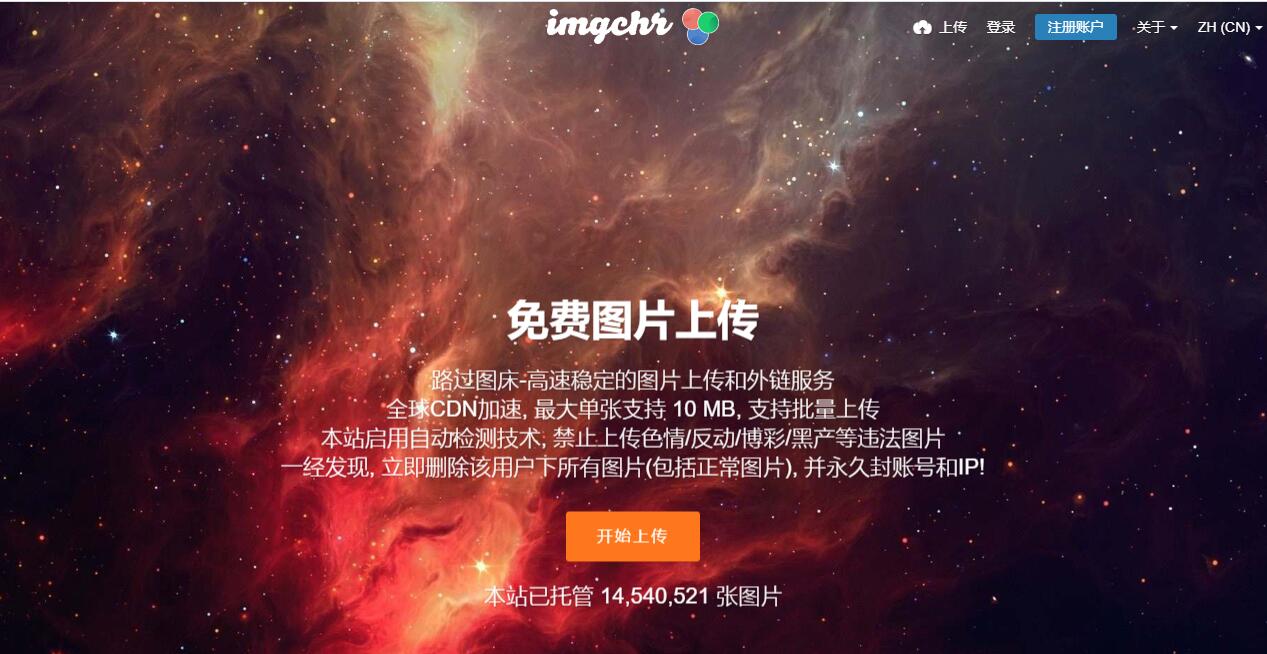 imgchr
上传 登录 注册账户 关于 ZH (CN)
免费图片上传
路过图床-高速稳定的图片上传和外链服务
全球CDN加速, 最大单张支持 10 MB, 支持批量上传
本站启用自动检测技术, 禁止上传色情/反动/博彩/黑产等违法图片
一经发现, 立即删除该用户下所有图片(包括正常图片), 并永久封账号和IP!
开始上传
本站已托管 14,540,521 张图片